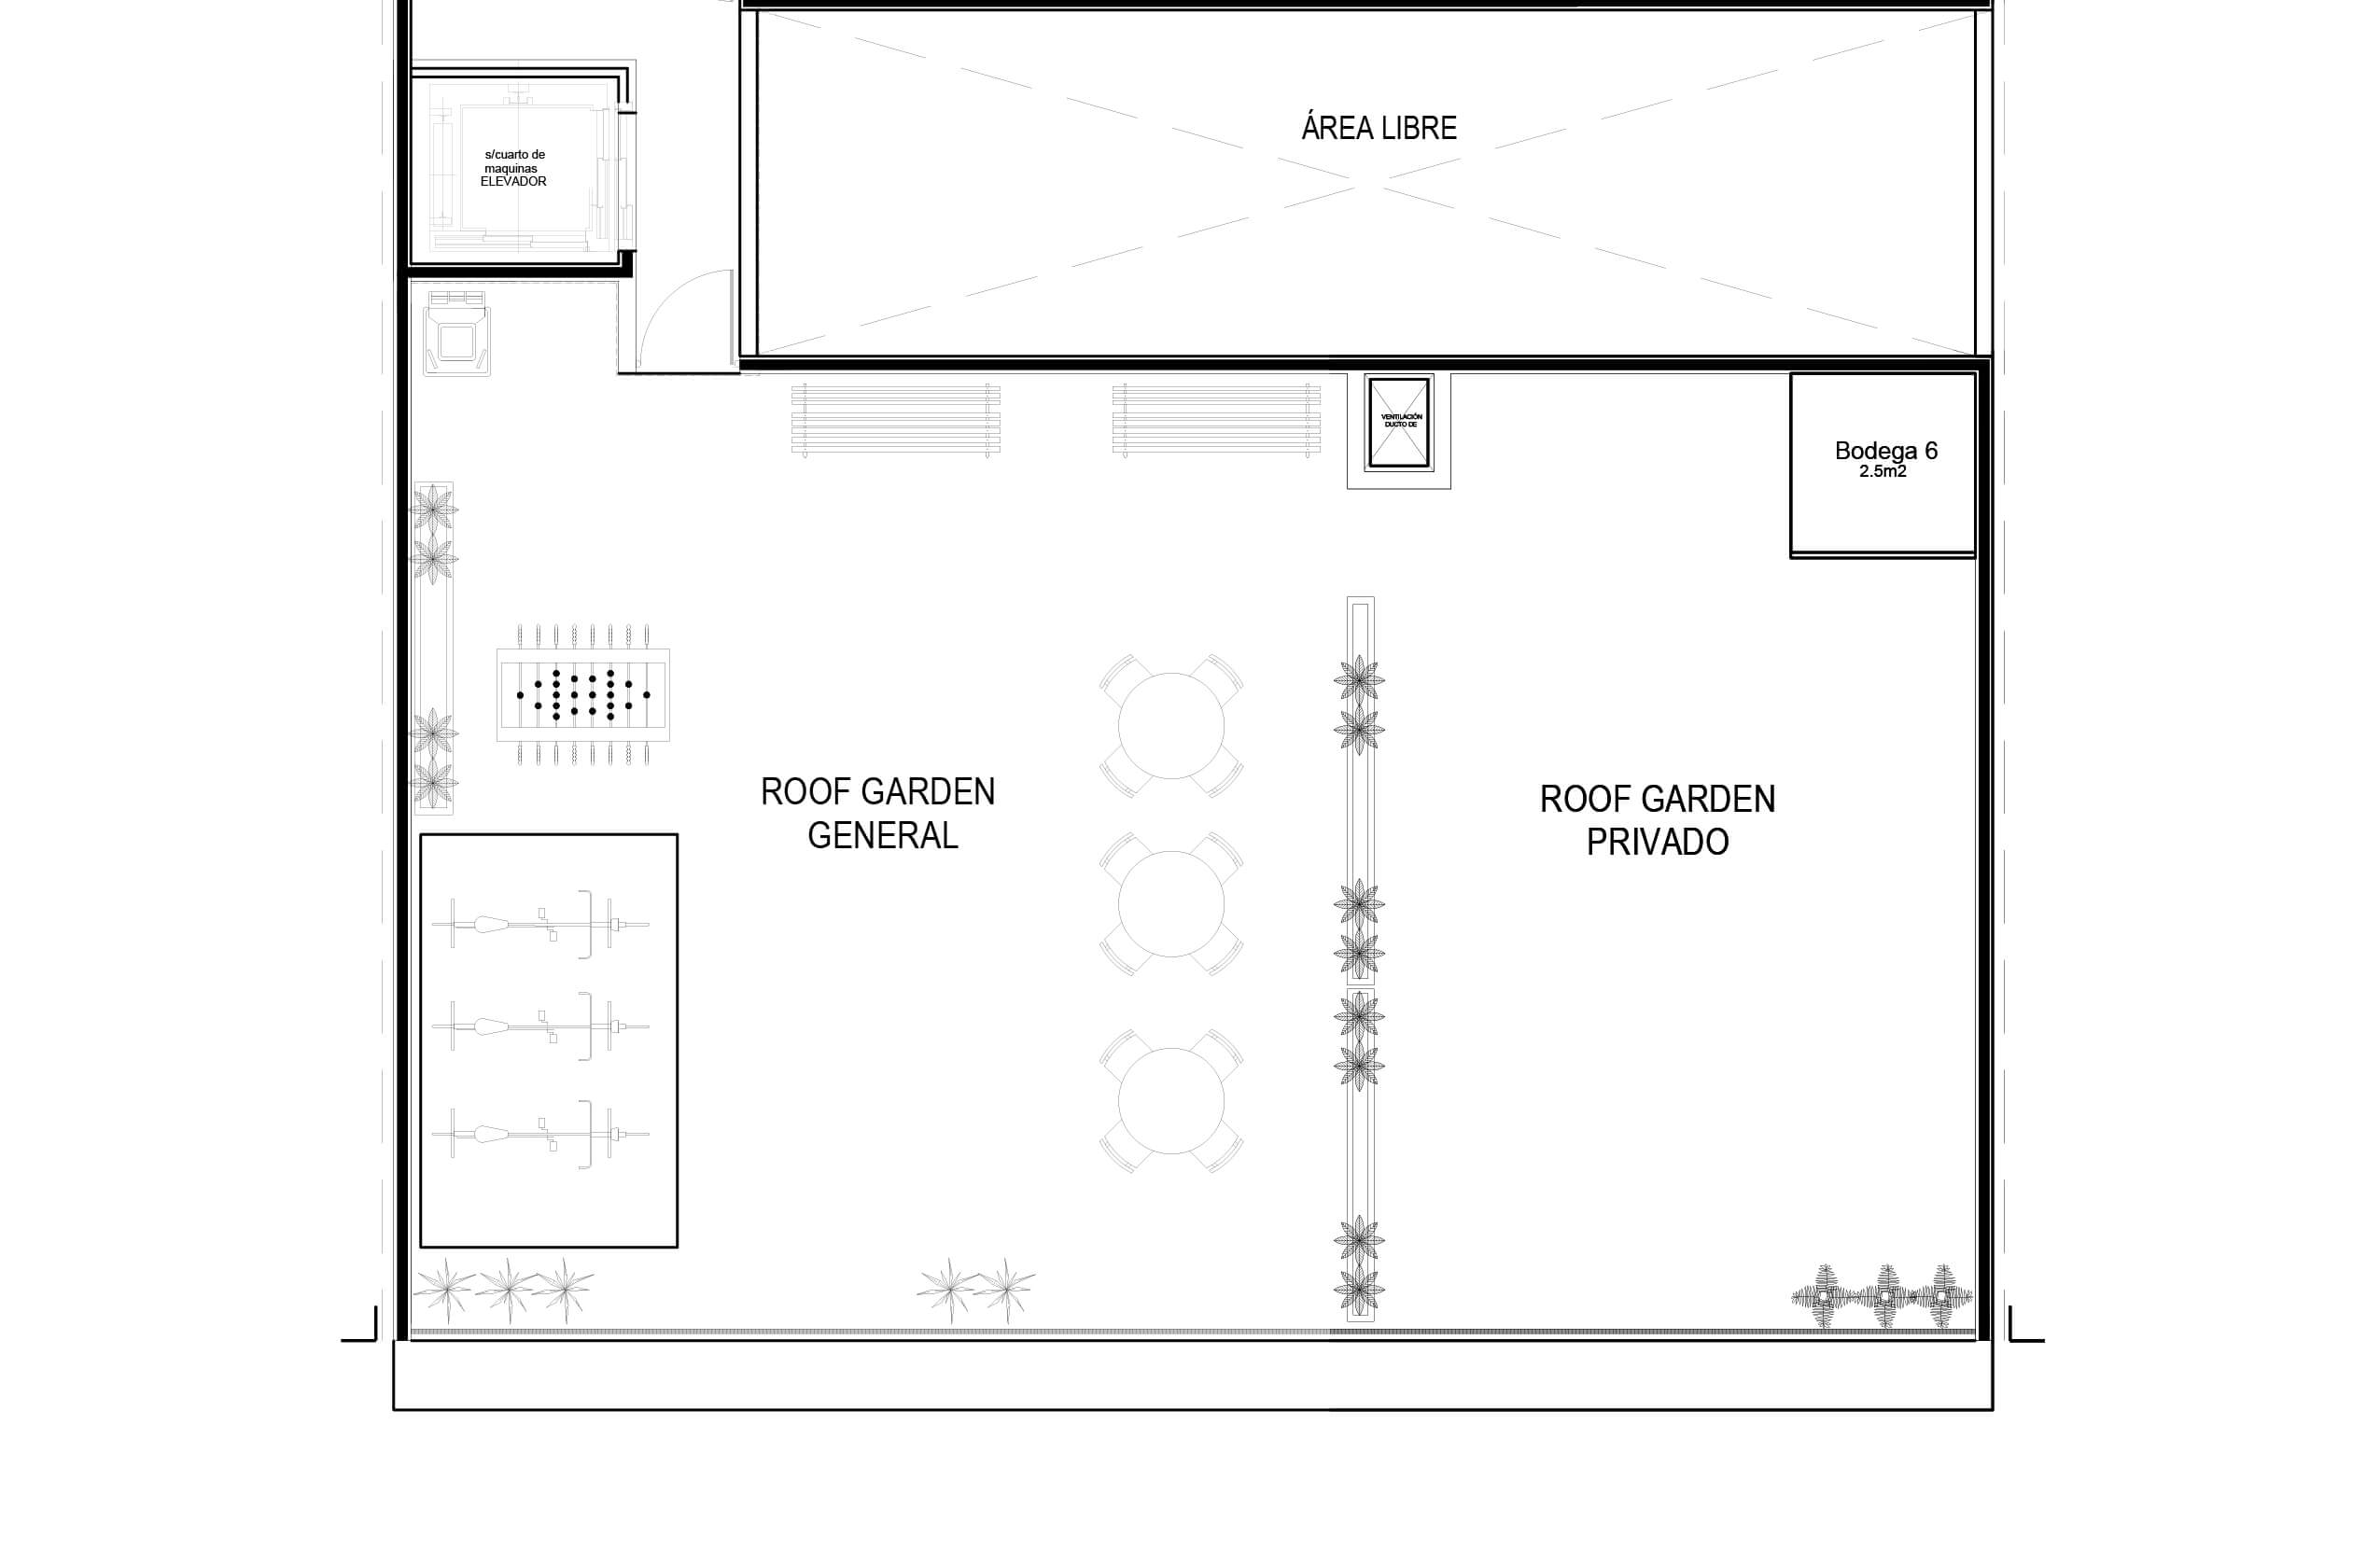 ÁREA LIBRE
s/cuarto de
maquinas
ELEVADOR
VENTILACIÓN
DUCTO DE
Bodega 6
2.5m2
ROOF GARDEN
GENERAL
ROOF GARDEN
PRIVADO